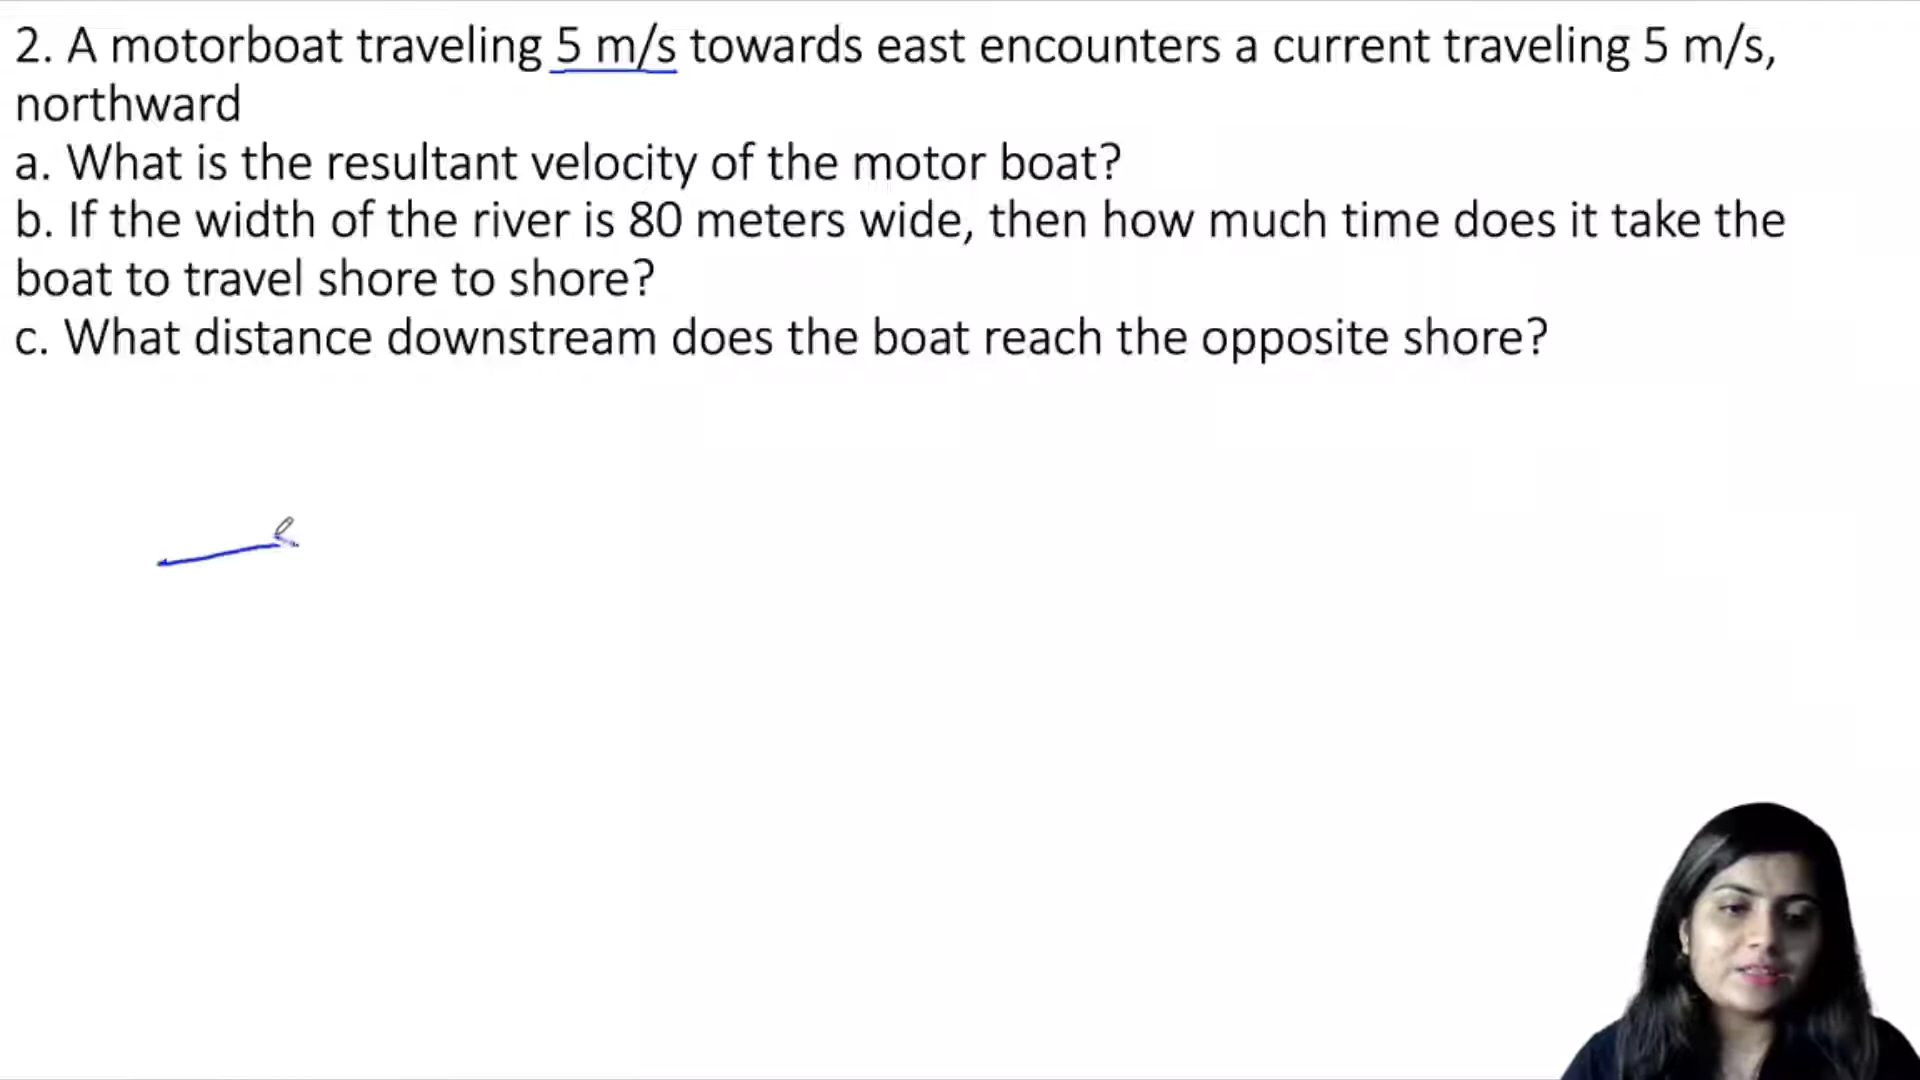 2. A motorboat traveling 5 m/s towards east encounters a current traveling 5 m/s,
northward
a. What is the resultant velocity of the motor boat?
b. If the width of the river is 80 meters wide, then how much time does it take the
boat to travel shore to shore?
c. What distance downstream does the boat reach the opposite shore?